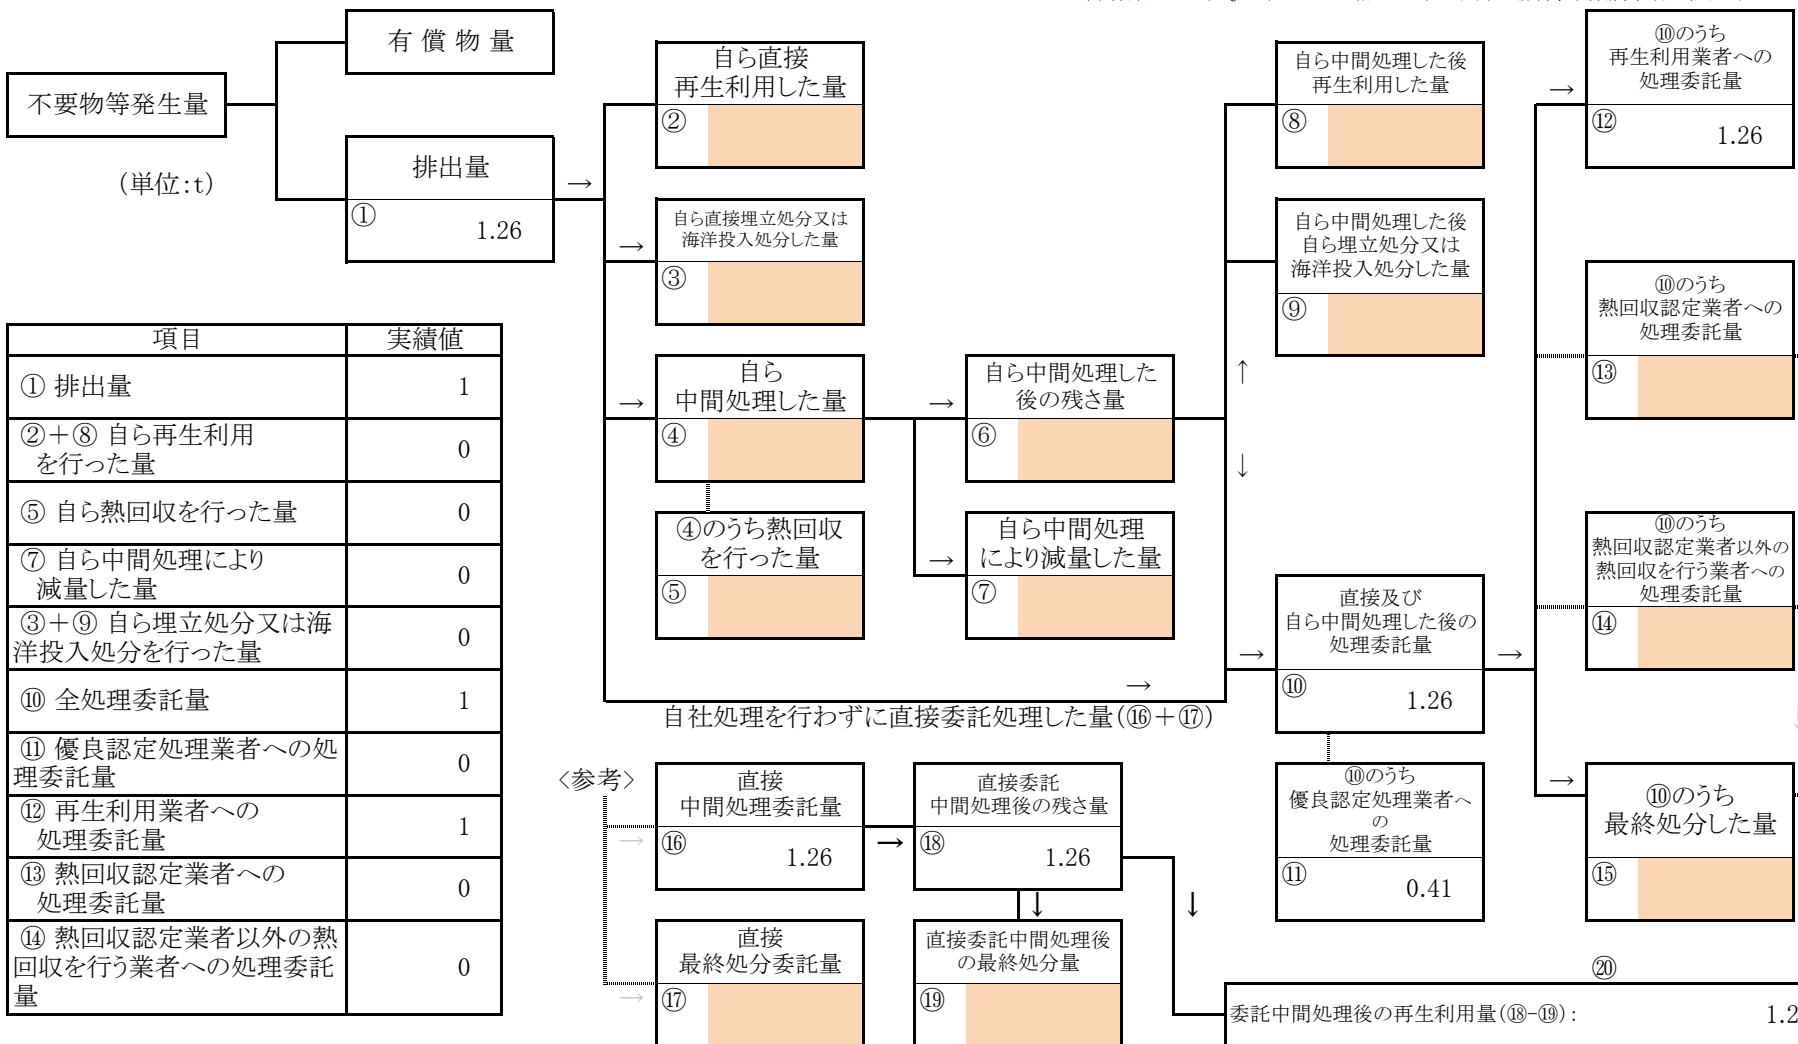 有償物量
不要物等発生量
(単位:t)
排出量
①
1.26
→
自ら直接
再生利用した量
②
自ら直接埋立処分又は
海洋投入処分した量
→
③
自ら
中間処理した量
→
④
④のうち熱回収
を行った量
⑤
自ら中間処理した
後の残さ量
→
⑥
自ら中間処理
により減量した量
→
⑦
自ら中間処理した後
再生利用した量
⑧
自ら中間処理した後
自ら埋立処分又は
海洋投入処分した量
⑨
↑
↓
直接及び
自ら中間処理した後の
処理委託量
→
⑩
1.26
→
⑩のうち
優良認定処理業者へ
の
処理委託量
⑪
0.41
→
⑩のうち
再生利用業者への
処理委託量
⑫
1.26
⑩のうち
熱回収認定業者への
処理委託量
⑬
⑩のうち
熱回収認定業者以外の
熱回収を行う業者への
処理委託量
⑭
→
⑩のうち
最終処分した量
⑮
→
自社処理を行わずに直接委託処理した量(⑯+⑰)
<参考>
直接
中間処理委託量
→
⑯
1.26
→
直接委託
中間処理後の残さ量
⑱
1.26
↓
↓
直接
最終処分委託量
→
⑰
直接委託中間処理後
の最終処分量
⑲
⑳
委託中間処理後の再生利用量(⑱-⑲):
項目 実績値
① 排出量 1
②+⑧ 自ら再生利用
を行った量 0
⑤ 自ら熱回収を行った量 0
⑦ 自ら中間処理により
減量した量 0
③+⑨ 自ら埋立処分又は海
洋投入処分を行った量 0
⑩ 全処理委託量 1
⑪ 優良認定処理業者への処
理委託量 0
⑫ 再生利用業者への
処理委託量 1
⑬ 熱回収認定業者への
処理委託量 0
⑭ 熱回収認定業者以外の熱
回収を行う業者への処理委託
量 0